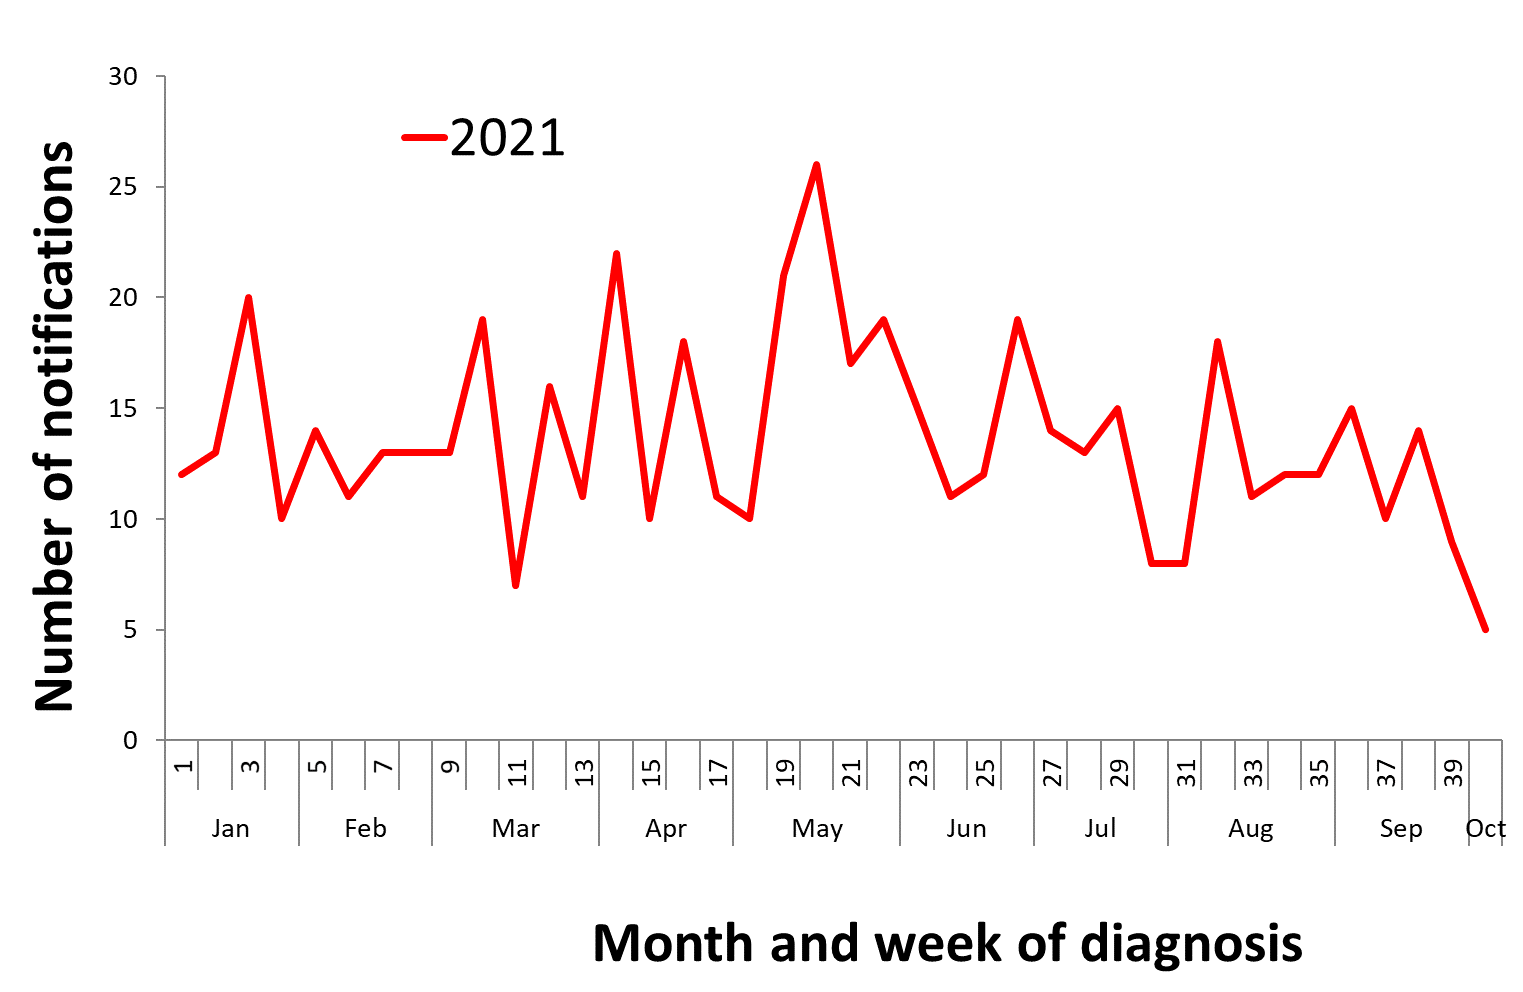 30
25
20
15
10
5
0
Number of notifications
2021
1 3 5 7 9 11 13 15 17 19 21 23 25 27 29 31 33 35 37 39
Jan Feb Mar Apr May Jun Jul Aug Sep Oct
Month and week of diagnosis